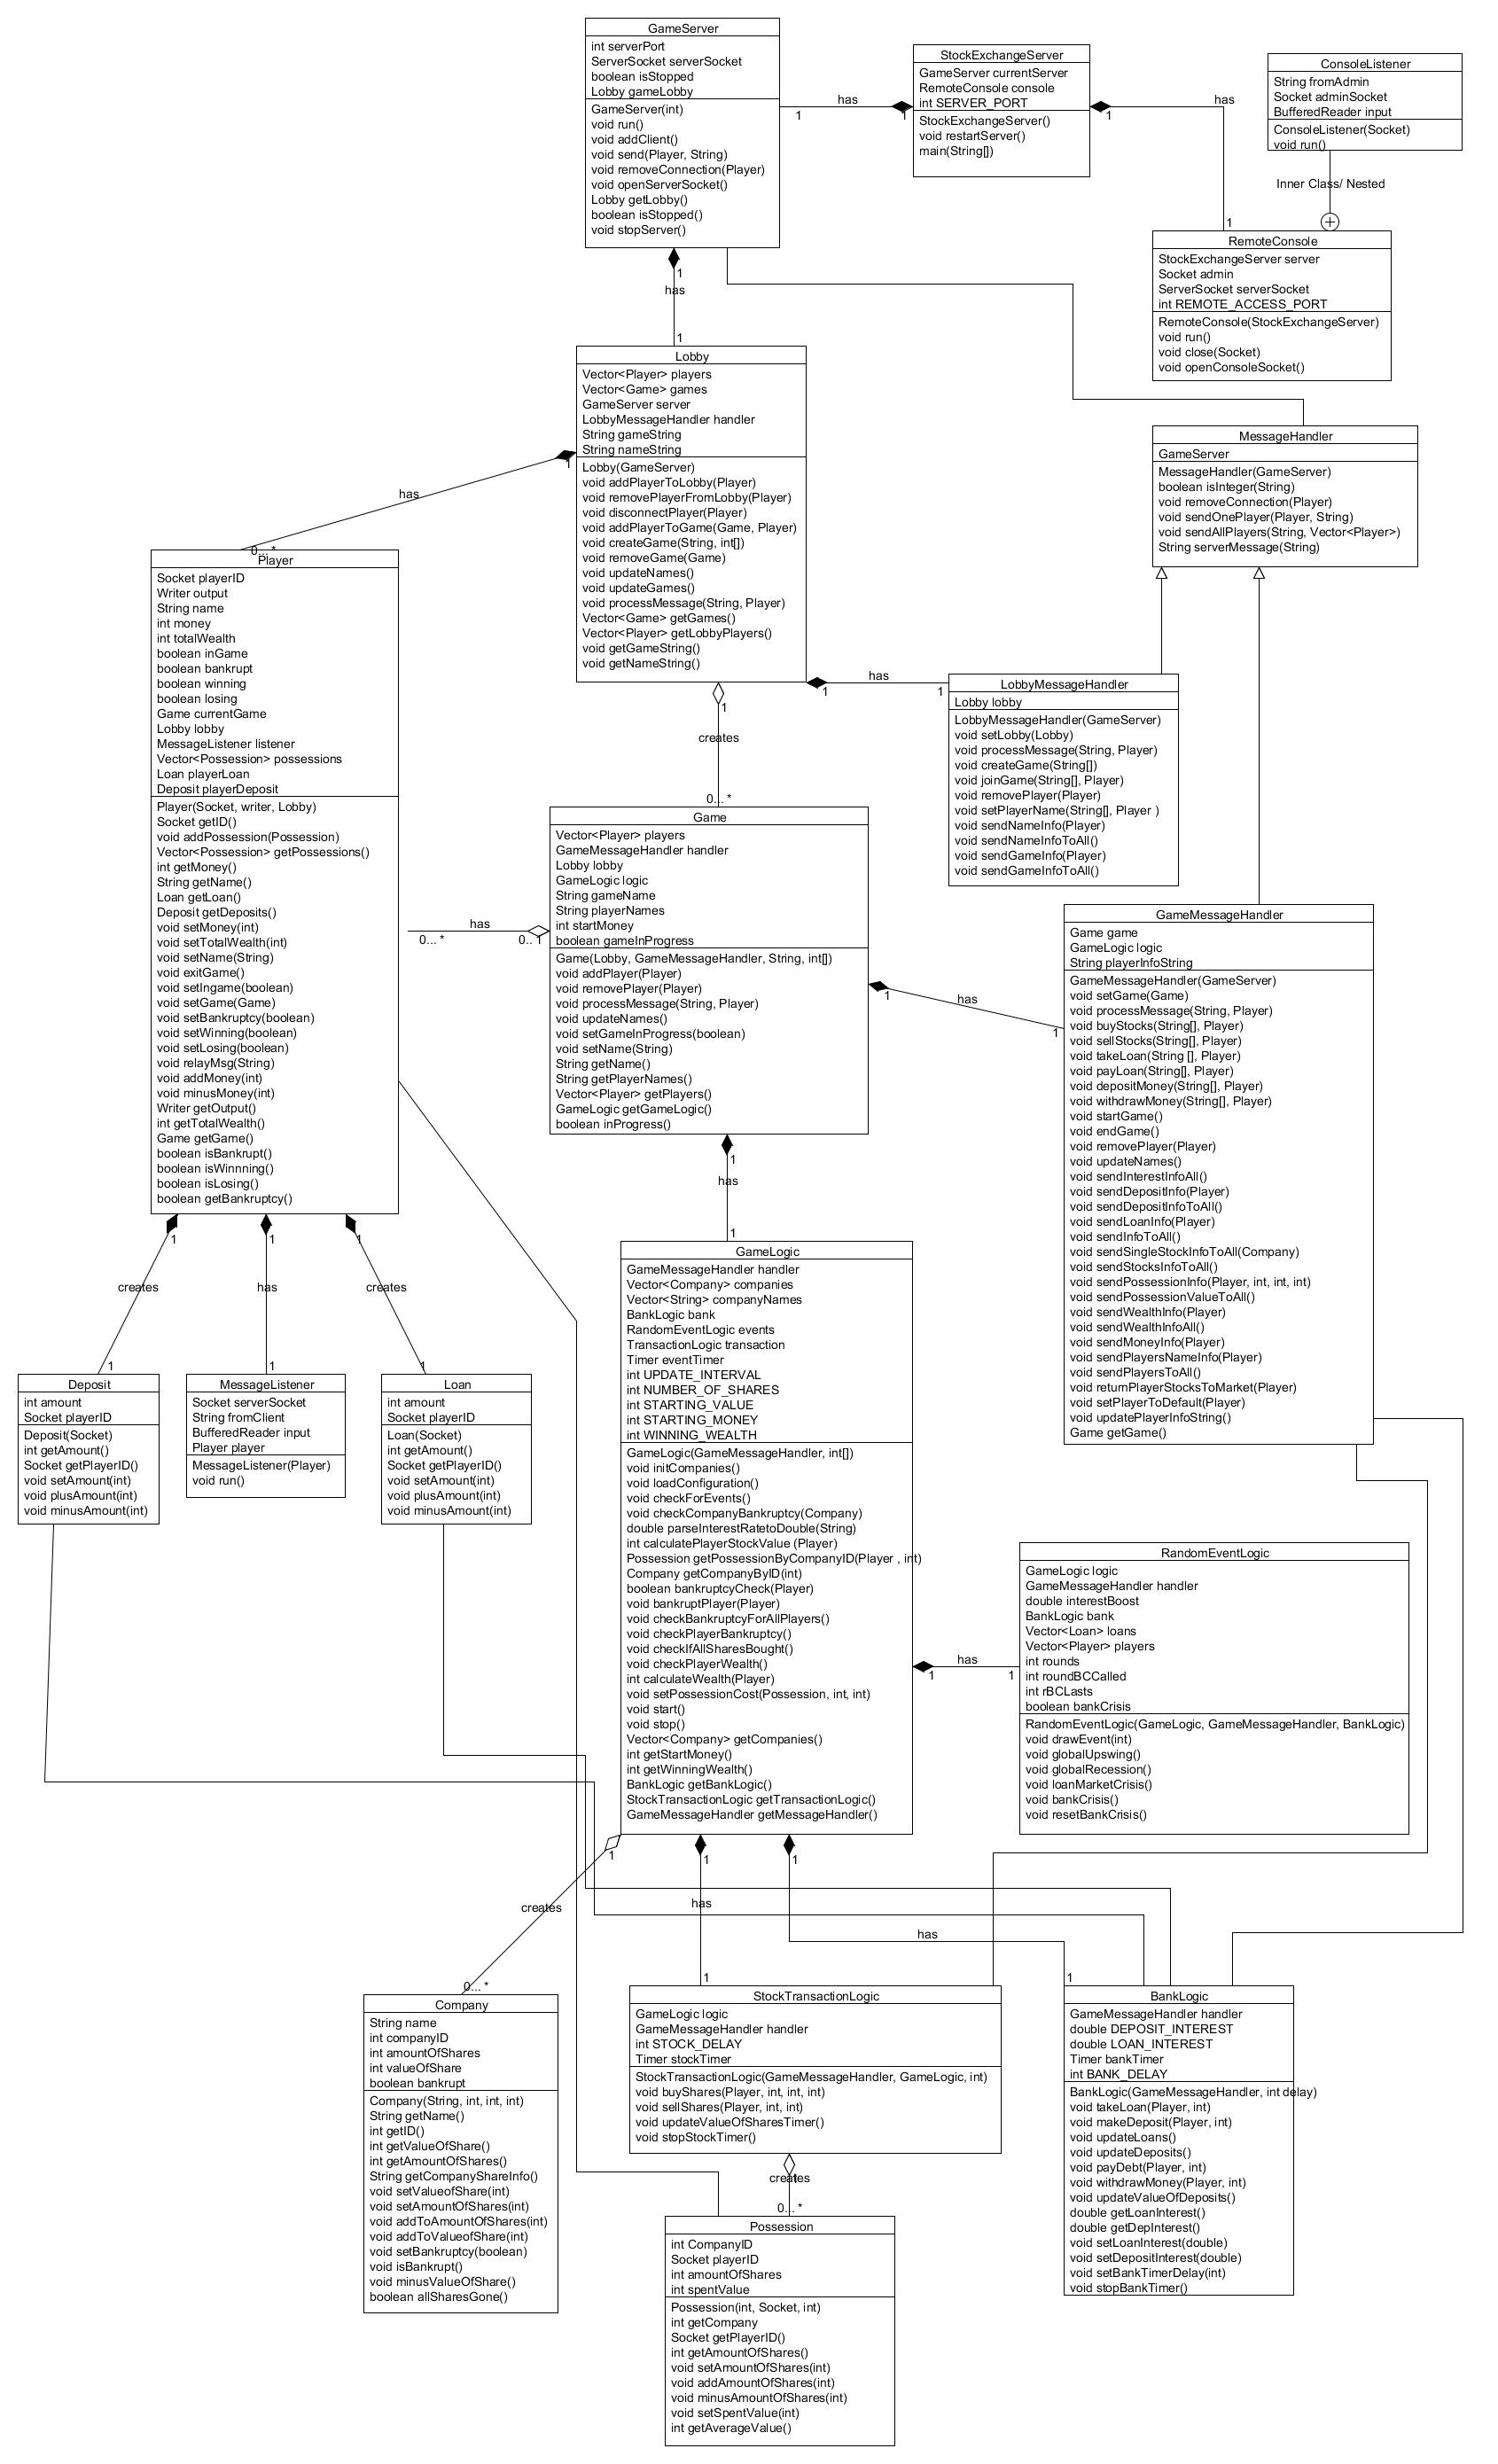 GameServer
int serverPort
ServerSocket serverSocket
boolean isStopped
Lobby gameLobby
GameServer(int)
void run()
void addClient()
void send(Player, String)
void removeConnection(Player)
void openServerSocket()
Lobby getLobby()
boolean isStopped()
void stopServer()
has
1
1
StockExchangeServer
GameServer currentServer
RemoteConsole console
int SERVER_PORT
StockExchangeServer()
void restartServer()
main(String[])
has
1
1
ConsoleListener
String fromAdmin
Socket adminSocket
BufferedReader input
ConsoleListener(Socket)
void run()
Inner Class/ Nested
RemoteConsole
StockExchangeServer server
Socket admin
ServerSocket serverSocket
int REMOTE_ACCESS_PORT
RemoteConsole(StockExchangeServer)
void run()
void close(Socket)
void openConsoleSocket()
1
has
1
Lobby
Vector<Player> players
Vector<Game> games
GameServer server
LobbyMessageHandler handler
String gameString
String nameString
Lobby(GameServer)
void addPlayerToLobby(Player)
void removePlayerFromLobby(Player)
void disconnectPlayer(Player)
void addPlayerToGame(Game, Player)
void createGame(String, int[])
void removeGame(Game)
void updateNames()
void updateGames()
void processMessage(String, Player)
Vector<Game> getGames()
Vector<Player> getLobbyPlayers()
void getGameString()
void getNameString()
MessageHandler
GameServer
MessageHandler(GameServer)
boolean isInteger(String)
void removeConnection(Player)
void sendOnePlayer(Player, String)
void sendAllPlayers(String, Vector<Player>)
String serverMessage(String)
1
has
0... *
Player
Socket playerID
Writer output
String name
int money
int totalWealth
boolean inGame
boolean bankrupt
boolean winning
boolean losing
Game currentGame
Lobby lobby
MessageListener listener
Vector<Possession> possessions
Loan playerLoan
Deposit playerDeposit
Player(Socket, writer, Lobby)
Socket getID()
void addPossession(Possession)
Vector<Possession> getPossessions()
int getMoney()
String getName()
Loan getLoan()
Deposit getDeposits()
void setMoney(int)
void setTotalWealth(int)
void setName(String)
void exitGame()
void setIngame(boolean)
void setGame(Game)
void setBankruptcy(boolean)
void setWinning(boolean)
void setLosing(boolean)
void relayMsg(String)
void addMoney(int)
void minusMoney(int)
Writer getOutput()
int getTotalWealth()
Game getGame()
boolean isBankrupt()
boolean isWinnning()
boolean isLosing()
boolean getBankruptcy()
has
1
1
LobbyMessageHandler
Lobby lobby
LobbyMessageHandler(GameServer)
void setLobby(Lobby)
void processMessage(String, Player)
void createGame(String[])
void joinGame(String[], Player)
void removePlayer(Player)
void setPlayerName(String[], Player )
void sendNameInfo(Player)
void sendNameInfoToAll()
void sendGameInfo(Player)
void sendGameInfoToAll()
1
creates
0... *
Game
Vector<Player> players
GameMessageHandler handler
Lobby lobby
GameLogic logic
String gameName
String playerNames
int startMoney
boolean gameInProgress
Game(Lobby, GameMessageHandler, String, int[])
void addPlayer(Player)
void removePlayer(Player)
void processMessage(String, Player)
void updateNames()
void setGameInProgress(boolean)
void setName(String)
String getName()
String getPlayerNames()
Vector<Player> getPlayers()
GameLogic getGameLogic()
boolean inProgress()
has
0... *
0.. 1
1
has
1
GameMessageHandler
Game game
GameLogic logic
String playerInfoString
GameMessageHandler(GameServer)
void setGame(Game)
void processMessage(String, Player)
void buyStocks(String[], Player)
void sellStocks(String[], Player)
void takeLoan(String [], Player)
void payLoan(String[], Player)
void depositMoney(String[], Player)
void withdrawMoney(String[], Player)
void startGame()
void endGame()
void removePlayer(Player)
void updateNames()
void sendInterestInfoAll()
void sendDepositInfo(Player)
void sendDepositInfoToAll()
void sendLoanInfo(Player)
void sendInfoToAll()
void sendSingleStockInfoToAll(Company)
void sendStocksInfoToAll()
void sendPossessionInfo(Player, int, int, int)
void sendPossessionValueToAll()
void sendWealthInfo(Player)
void sendWealthInfoAll()
void sendMoneyInfo(Player)
void sendPlayersNameInfo(Player)
void sendPlayersToAll()
void returnPlayerStocksToMarket(Player)
void setPlayerToDefault(Player)
void updatePlayerInfoString()
Game getGame()
1
has
1
1
creates
1
1
has
1
1
creates
1
Deposit
int amount
Socket playerID
Deposit(Socket)
int getAmount()
Socket getPlayerID()
void setAmount(int)
void plusAmount(int)
void minusAmount(int)
MessageListener
Socket serverSocket
String fromClient
BufferedReader input
Player player
MessageListener(Player)
void run()
Loan
int amount
Socket playerID
Loan(Socket)
int getAmount()
Socket getPlayerID()
void setAmount(int)
void plusAmount(int)
void minusAmount(int)
GameLogic
GameMessageHandler handler
Vector<Company> companies
Vector<String> companyNames
BankLogic bank
RandomEventLogic events
TransactionLogic transaction
Timer eventTimer
int UPDATE_INTERVAL
int NUMBER_OF_SHARES
int STARTING_VALUE
int STARTING_MONEY
int WINNING_WEALTH
GameLogic(GameMessageHandler, int[])
void initCompanies()
void loadConfiguration()
void checkForEvents()
void checkCompanyBankruptcy(Company)
double parseInterestRatetoDouble(String)
int calculatePlayerStockValue (Player)
Possession getPossessionByCompanyID(Player , int)
Company getCompanyByID(int)
boolean bankruptcyCheck(Player)
void bankruptPlayer(Player)
void checkBankruptcyForAllPlayers()
void checkPlayerBankruptcy()
void checkIfAllSharesBought()
void checkPlayerWealth()
int calculateWealth(Player)
void setPossessionCost(Possession, int, int)
void start()
void stop()
Vector<Company> getCompanies()
int getStartMoney()
int getWinningWealth()
BankLogic getBankLogic()
StockTransactionLogic getTransactionLogic()
GameMessageHandler getMessageHandler()
has
1
1
RandomEventLogic
GameLogic logic
GameMessageHandler handler
double interestBoost
BankLogic bank
Vector<Loan> loans
Vector<Player> players
int rounds
int roundBCCalled
int rBCLasts
boolean bankCrisis
RandomEventLogic(GameLogic, GameMessageHandler, BankLogic)
void drawEvent(int)
void globalUpswing()
void globalRecession()
void loanMarketCrisis()
void bankCrisis()
void resetBankCrisis()
1
creates
0... *
1
has
1
1
has
1
Company
String name
int companyID
int amountOfShares
int valueOfShare
boolean bankrupt
Company(String, int, int, int)
String getName()
int getID()
int getValueOfShare()
int getAmountOfShares()
String getCompanyShareInfo()
void setValueofShare(int)
void setAmountOfShares(int)
void addToAmountOfShares(int)
void addToValueofShare(int)
void setBankruptcy(boolean)
void isBankrupt()
void minusValueOfShare()
boolean allSharesGone()
StockTransactionLogic
GameLogic logic
GameMessageHandler handler
int STOCK_DELAY
Timer stockTimer
StockTransactionLogic(GameMessageHandler, GameLogic, int)
void buyShares(Player, int, int, int)
void sellShares(Player, int, int)
void updateValueOfSharesTimer()
void stopStockTimer()
BankLogic
GameMessageHandler handler
double DEPOSIT_INTEREST
double LOAN_INTEREST
Timer bankTimer
int BANK_DELAY
BankLogic(GameMessageHandler, int delay)
void takeLoan(Player, int)
void makeDeposit(Player, int)
void updateLoans()
void updateDeposits()
void payDebt(Player, int)
void withdrawMoney(Player, int)
void updateValueOfDeposits()
double getLoanInterest()
double getDepInterest()
void setLoanInterest(double)
void setDepositInterest(double)
void setBankTimerDelay(int)
void stopBankTimer()
1
creates
0... *
Possession
int CompanyID
Socket playerID
int amountOfShares
int spentValue
Possession(int, Socket, int)
int getCompany
Socket getPlayerID()
int getAmountOfShares()
void setAmountOfShares(int)
void addAmountOfShares(int)
void minusAmountOfShares(int)
void setSpentValue(int)
int getAverageValue()